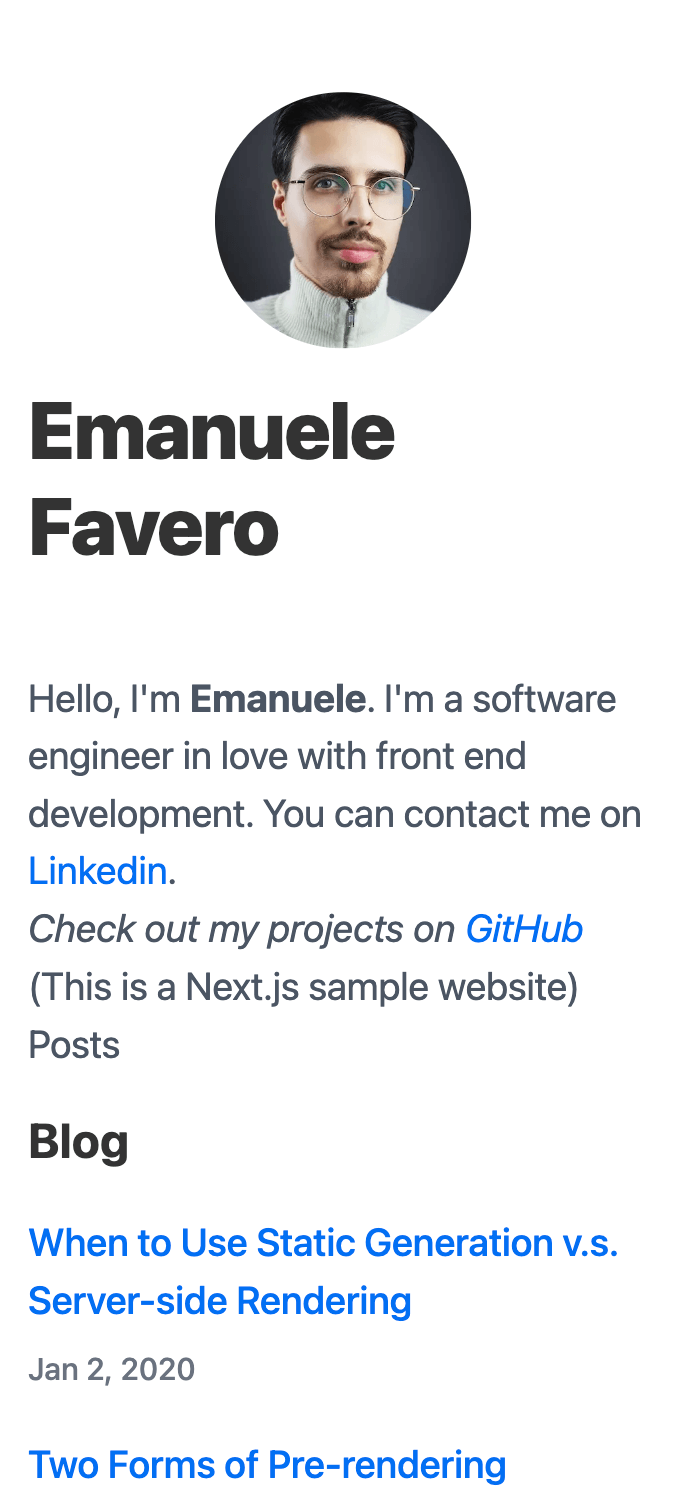 Emanuele
Favero
Hello, I'm Emanuele. I'm a software
engineer in love with front end
development. You can contact me on
Linkedin.
Check out my projects on GitHub
(This is a Next.js sample website)
Posts
Blog
When to Use Static Generation v.s.
Server-side Rendering
Jan 2, 2020
Two Forms of Pre-rendering